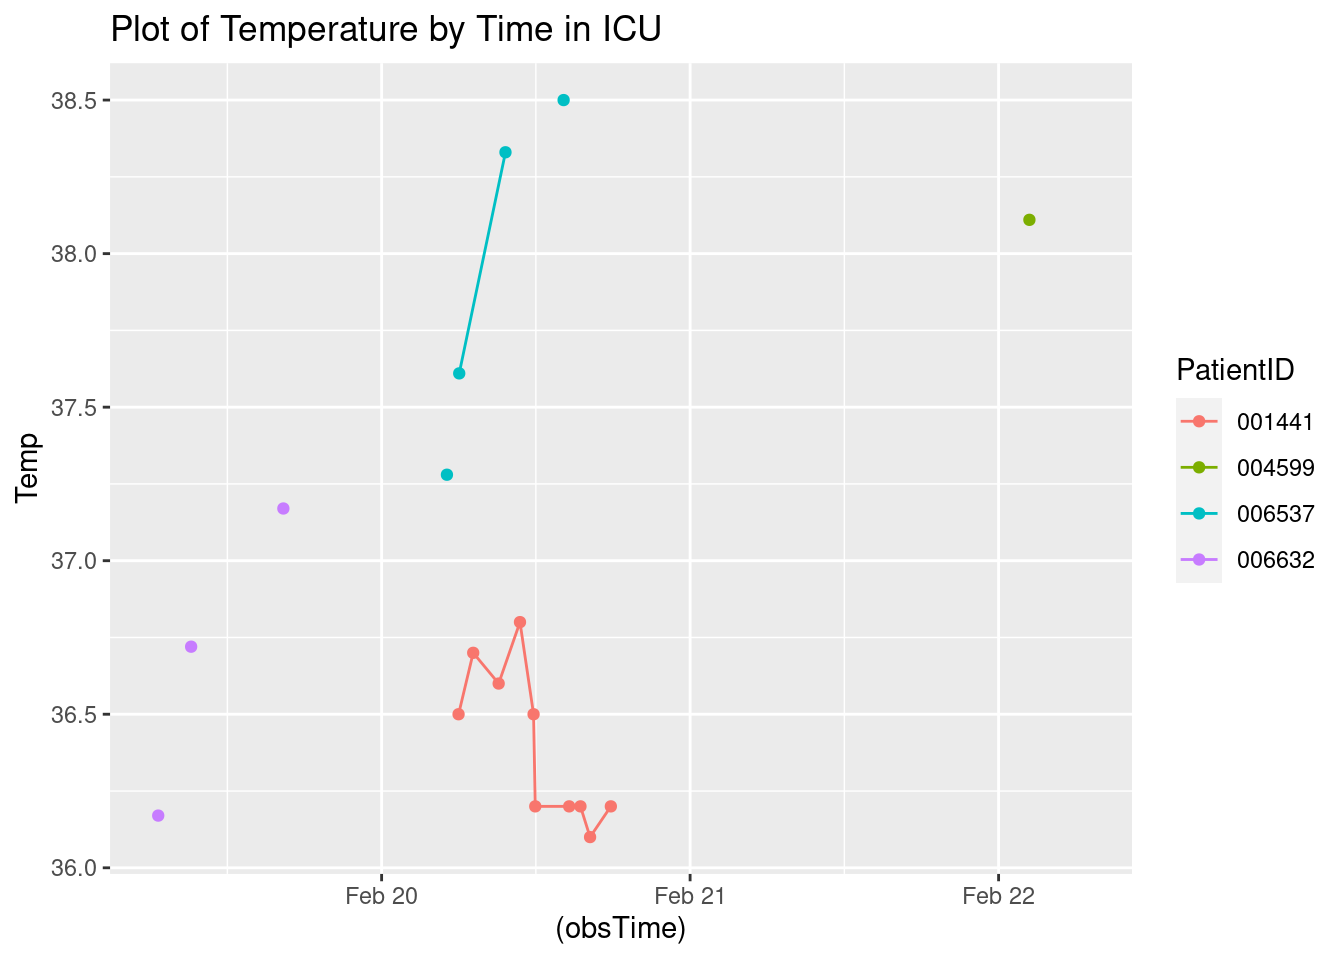 Plot of Temperature by Time in ICU
38.5
38.0
37.5
37.0
36.5
36.0
Temp
Feb 20
Feb 21
Feb 22
(obsTime)
PatientID
001441
004599
006537
006632